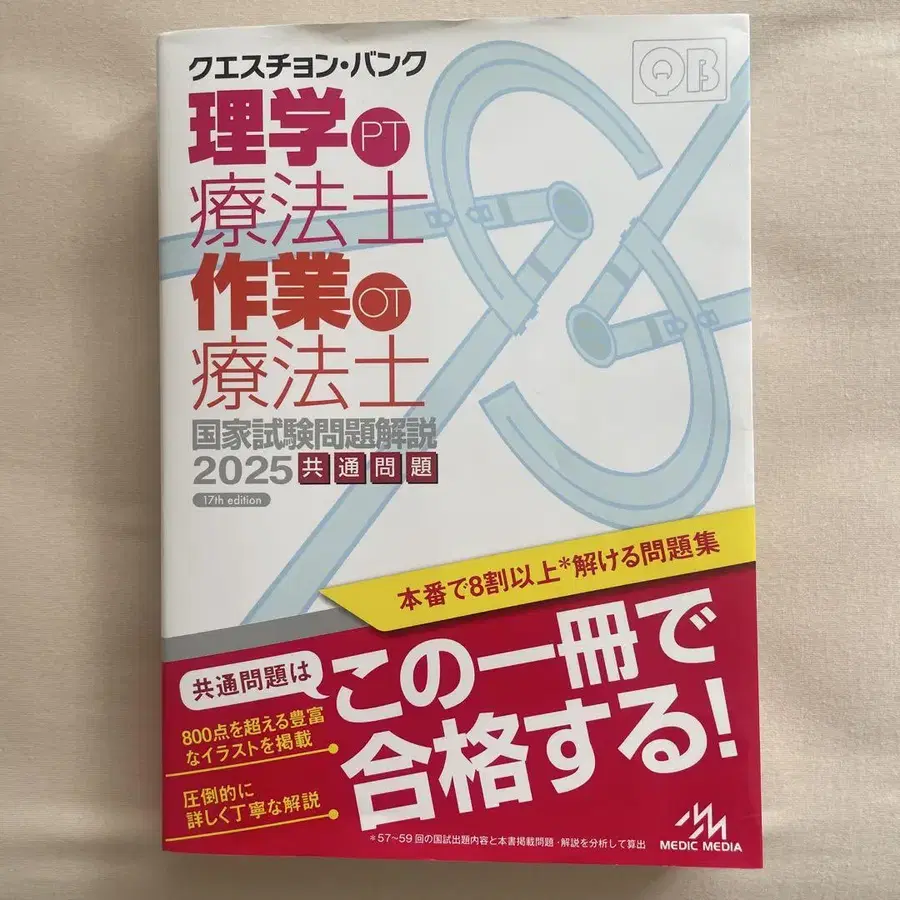 クエスチョン・バンク
QB
理学PT
療法士
作業OT
療法士
国家試験問題解説
2025 共通問題
17th edition
本番で8割以上*解ける問題集
共通問題は
この一冊で
合格する!
800点を超える豊富
なイラストを掲載
圧倒的に
詳しく丁寧な解説
*57~59回の国試出題内容と本書掲載問題・解説を分析して算出
MEDIC MEDIA